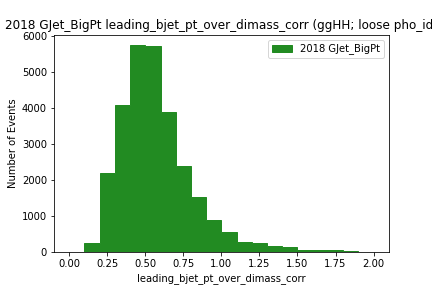 2018 GJet_BigPt leading_bjet_pt_over_dimass_corr (ggHH; loose pho_id
2018 GJet_BigPt
Number of Events
6000
5000
4000
3000
2000
1000
0
0.00 0.25 0.50 0.75 1.00 1.25 1.50 1.75 2.00
leading_bjet_pt_over_dimass_corr